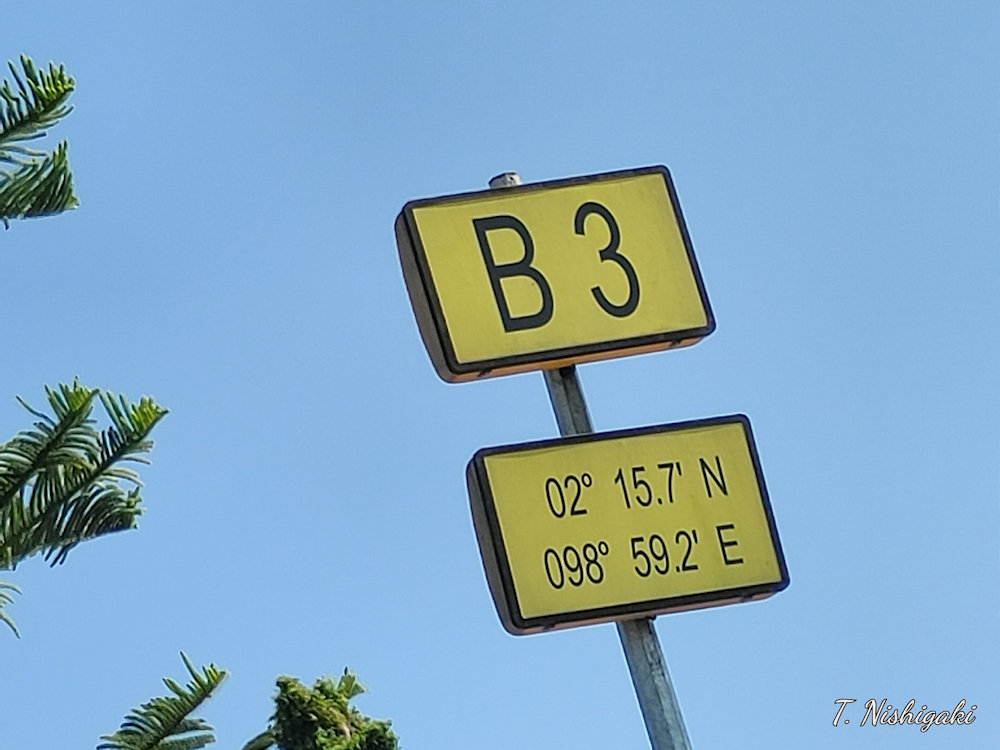 B 3
02° 15.7' N
098° 59.2' E
T. Nishigaki